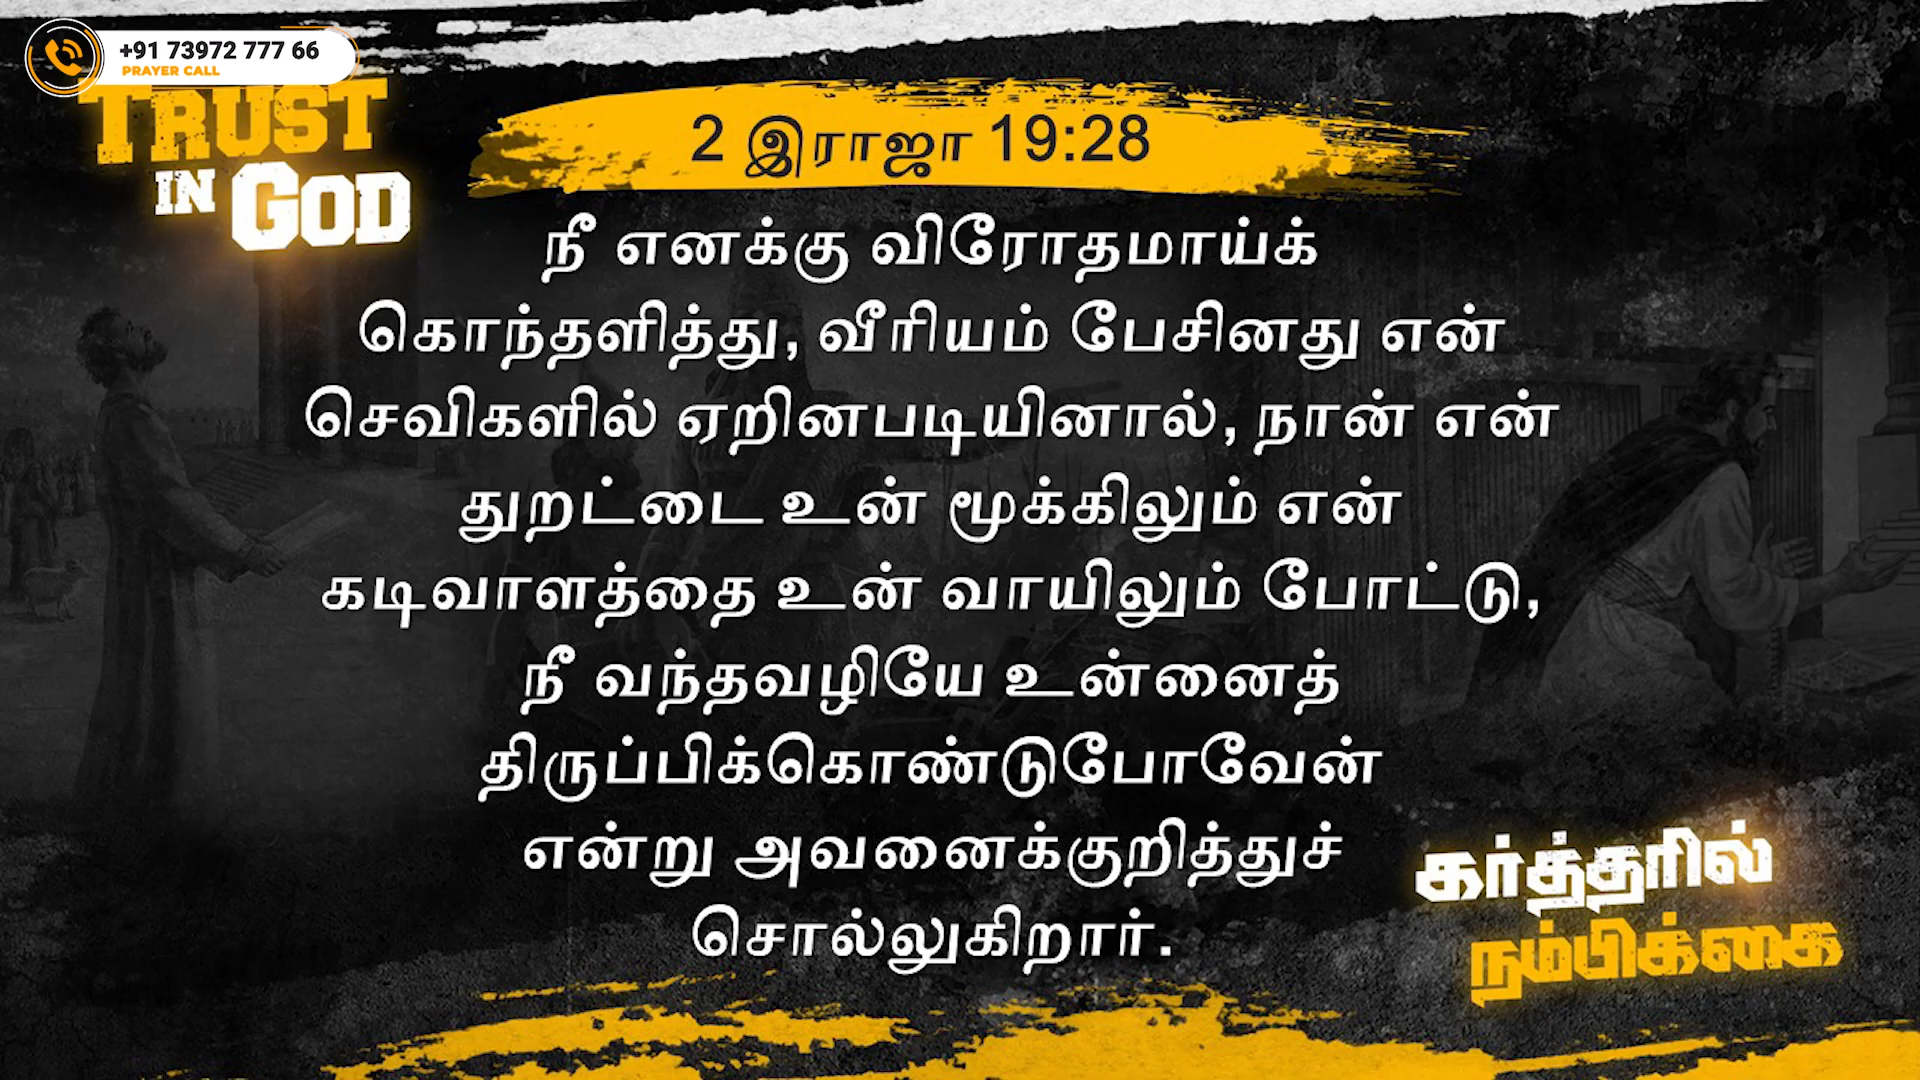 +91 73972 777 66
PRAYER CALL
TRUST
IN GOD
2 இராஜா 19:28
நீ எனக்கு விரோதமாய்க்
கொந்தளித்து, வீரியம் பேசினது என்
செவிகளில் ஏறினபடியினால், நான் என்
துறட்டை உன் மூக்கிலும் என்
கடிவாளத்தை உன் வாயிலும் போட்டு,
நீ வந்தவழியே உன்னைத்
திருப்பிக்கொண்டுபோவேன்
என்று அவனைக்குறித்துச்
சொல்லுகிறார்.
கர்த்தரில்
நம்பிக்கை